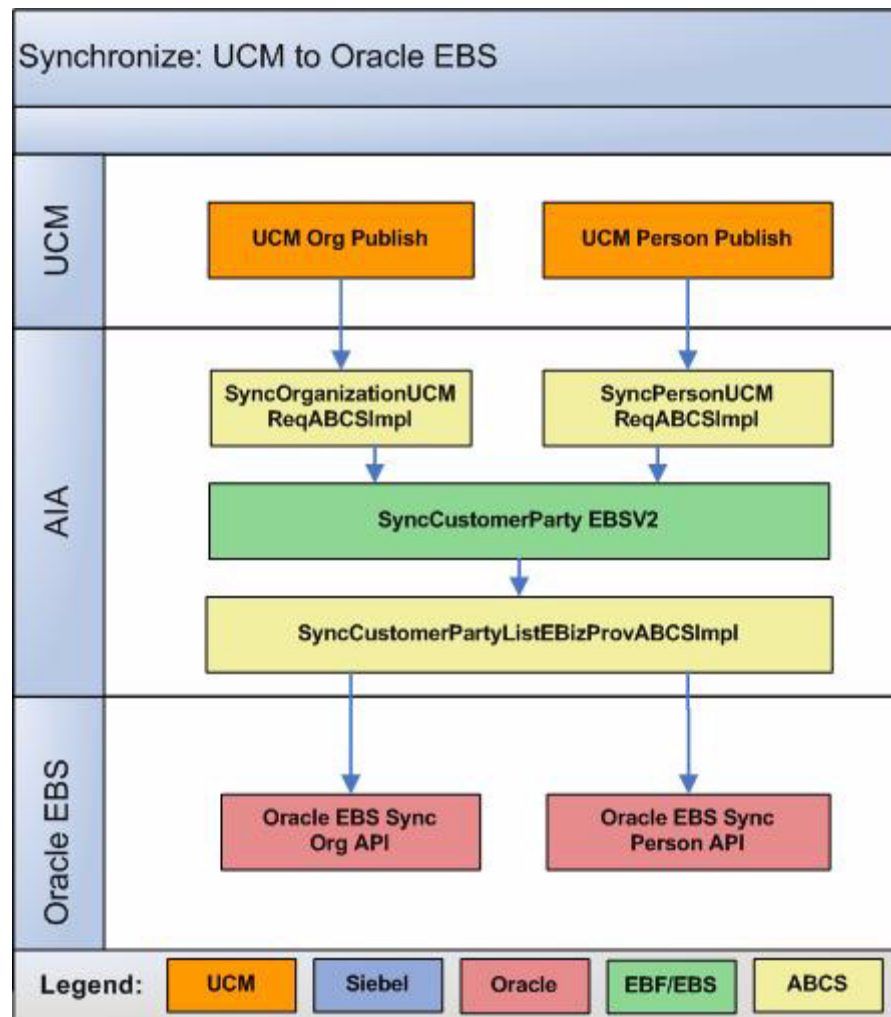 Synchronize: UCM to Oracle EBS
UCM
UCM Org Publish
UCM Person Publish
AIA
SyncOrganizationUCM
ReqABCSImpl
SyncPersonUCM
ReqABCSImpl
SyncCustomerParty EBSV2
SyncCustomerPartyListEBizProvABCSImpl
Oracle EBS
Oracle EBS Sync
Org API
Oracle EBS Sync
Person API
Legend:
UCM
Siebel
Oracle
EBF/EBS
ABCS